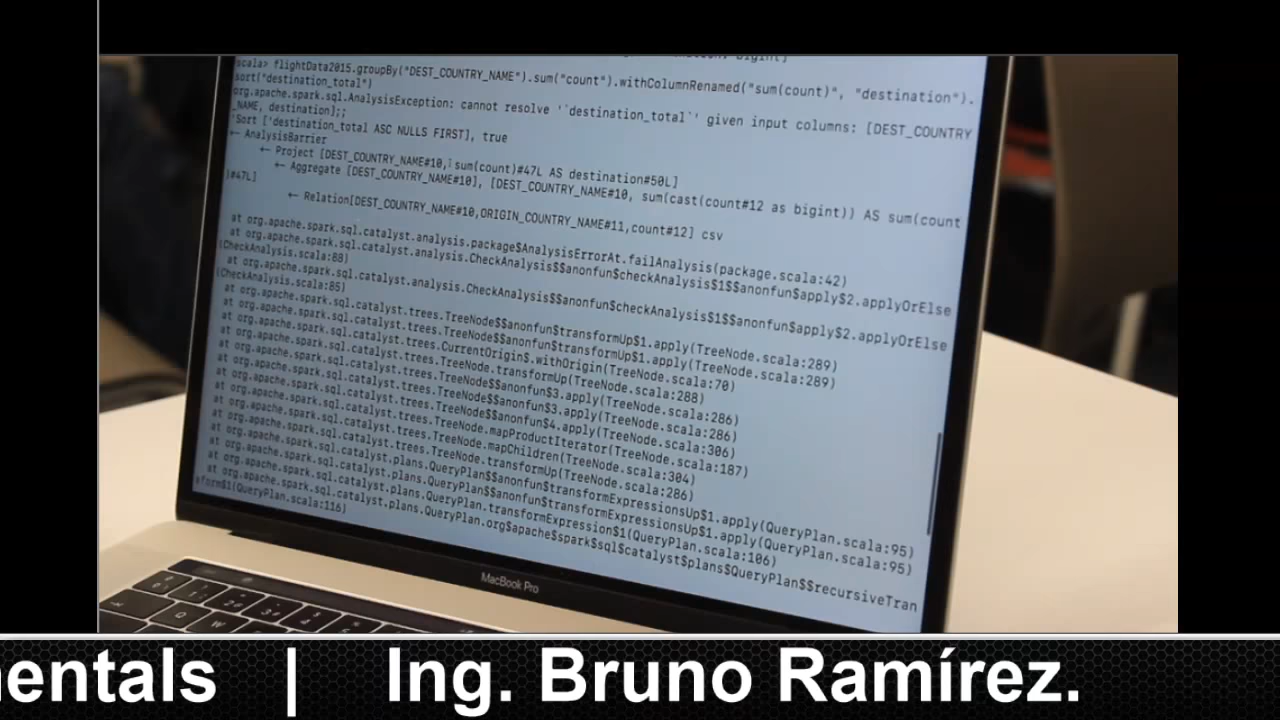 scala> flightData2015.groupBy("DEST_COUNTRY_NAME").sum("count").withColumnRenamed("sum(count)", "destination").
sort("destination_total")
org.apache.spark.sql.AnalysisException: cannot resolve '`destination_total`' given input columns: [DEST_COUNTRY
_NAME, destination];;
'Sort ['destination_total ASC NULLS FIRST], true
+- AnalysisBarrier
+- Project [DEST_COUNTRY_NAME#10, sum(count)#47L AS destination#50L]
+- Aggregate [DEST_COUNTRY_NAME#10], [DEST_COUNTRY_NAME#10, sum(cast(count#12 as bigint)) AS sum(count
)#47L]
+- Relation[DEST_COUNTRY_NAME#10,ORIGIN_COUNTRY_NAME#11,count#12] csv
at org.apache.spark.sql.catalyst.analysis.package$AnalysisErrorAt.failAnalysis(package.scala:42)
at org.apache.spark.sql.catalyst.analysis.CheckAnalysis$$anonfun$checkAnalysis$1$$anonfun$apply$2.applyOrElse
(CheckAnalysis.scala:88)
at org.apache.spark.sql.catalyst.analysis.CheckAnalysis$$anonfun$checkAnalysis$1$$anonfun$apply$2.applyOrElse
(CheckAnalysis.scala:85)
at org.apache.spark.sql.catalyst.trees.TreeNode$$anonfun$transformUp$1.apply(TreeNode.scala:289)
at org.apache.spark.sql.catalyst.trees.TreeNode$$anonfun$transformUp$1.apply(TreeNode.scala:289)
at org.apache.spark.sql.catalyst.trees.CurrentOrigin$.withOrigin(TreeNode.scala:70)
at org.apache.spark.sql.catalyst.trees.TreeNode.transformUp(TreeNode.scala:288)
at org.apache.spark.sql.catalyst.trees.TreeNode$$anonfun$3.apply(TreeNode.scala:286)
at org.apache.spark.sql.catalyst.trees.TreeNode$$anonfun$3.apply(TreeNode.scala:286)
at org.apache.spark.sql.catalyst.trees.TreeNode$$anonfun$4.apply(TreeNode.scala:306)
at org.apache.spark.sql.catalyst.trees.TreeNode.mapProductIterator(TreeNode.scala:187)
at org.apache.spark.sql.catalyst.trees.TreeNode.mapChildren(TreeNode.scala:304)
at org.apache.spark.sql.catalyst.trees.TreeNode.transformUp(TreeNode.scala:286)
at org.apache.spark.sql.catalyst.plans.QueryPlan$$anonfun$transformExpressionsUp$1.apply(QueryPlan.scala:95)
at org.apache.spark.sql.catalyst.plans.QueryPlan$$anonfun$transformExpressionsUp$1.apply(QueryPlan.scala:95)
at org.apache.spark.sql.catalyst.plans.QueryPlan.transformExpression$1(QueryPlan.scala:106)
at org.apache.spark.sql.catalyst.plans.QueryPlan.org$apache$spark$sql$catalyst$plans$QueryPlan$$recursiveTran
sform$1(QueryPlan.scala:116)
MacBook Pro
entals | Ing. Bruno Ramírez.